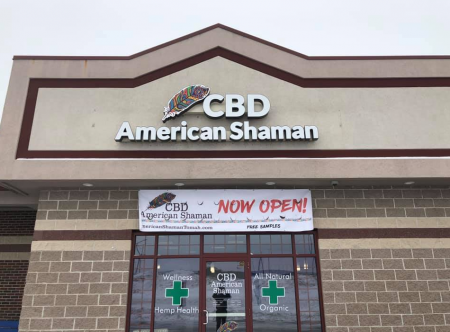 CBD
American Shaman
CBD
American Shaman
NOW OPEN!
FREE SAMPLES
Wellness
Hemp Health
CBD
American
Shaman
All Natural
Organic